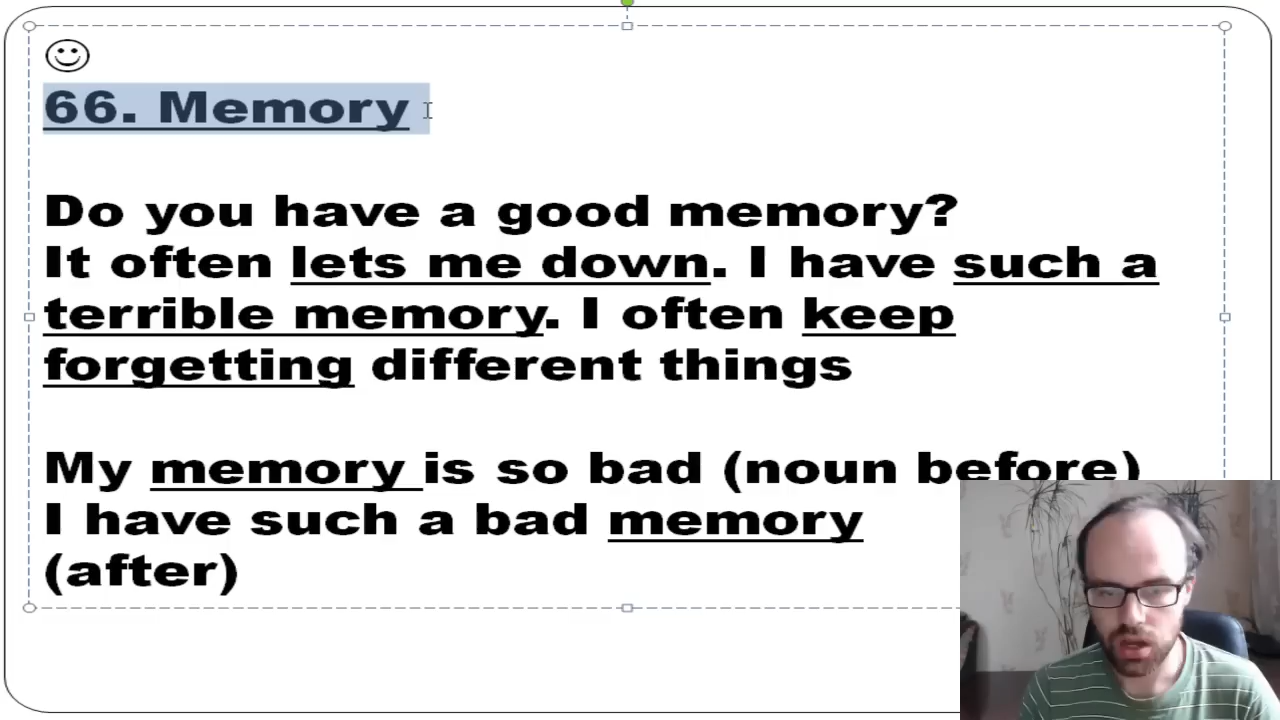 66. Memory
Do you have a good memory?
It often lets me down. I have such a
terrible memory. I often keep
forgetting different things
My memory is so bad (noun before)
I have such a bad memory
(after)